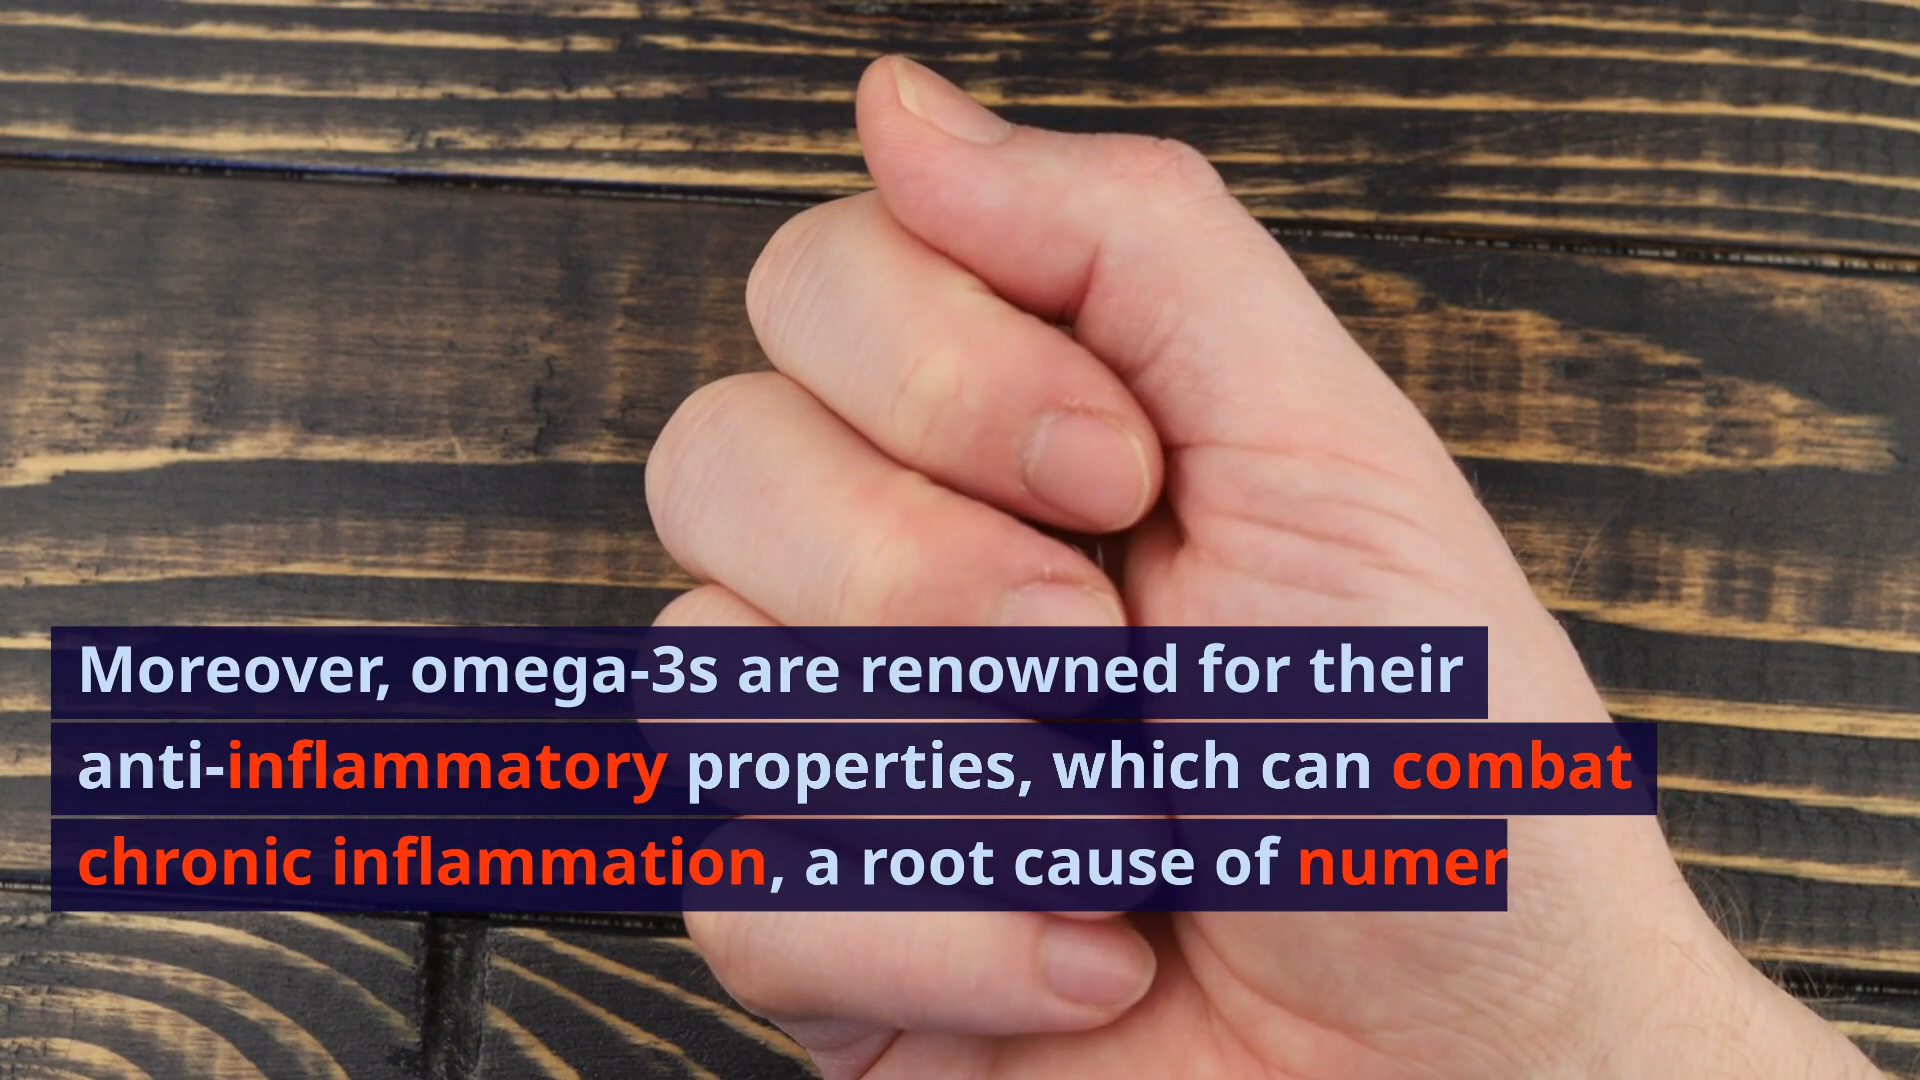 Moreover, omega-3s are renowned for their
anti-inflammatory properties, which can combat
chronic inflammation, a root cause of numer